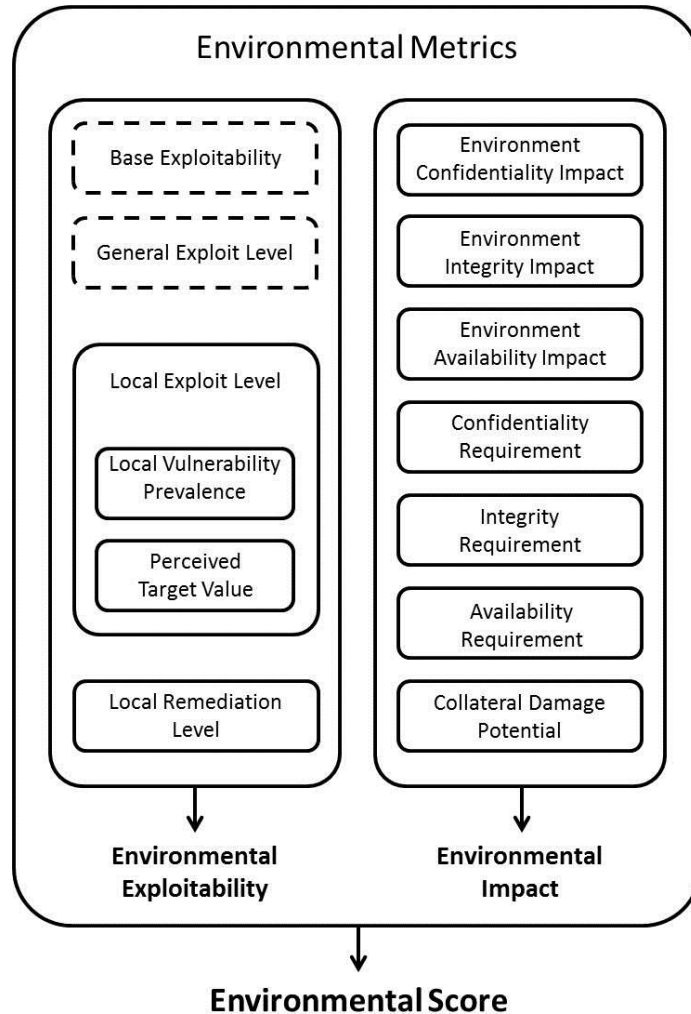 Environmental Metrics
Base Exploitability
General Exploit Level
Local Exploit Level
Local Vulnerability
Prevalence
Perceived
Target Value
Local Remediation
Level
Environmental
Exploitability
Environment
Confidentiality Impact
Environment
Integrity Impact
Environment
Availability Impact
Confidentiality
Requirement
Integrity
Requirement
Availability
Requirement
Collateral Damage
Potential
Environmental
Impact
Environmental Score